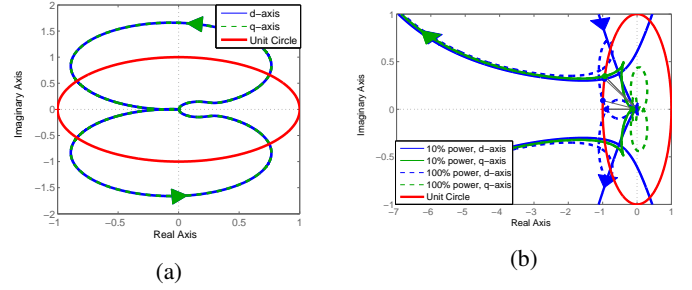 2
1.5
1
0.5
0
-0.5
-1
-1.5
-2
-1
-0.5
0
0.5
1
Imaginary Axis
Real Axis
d-axis
q-axis
Unit Circle
(a)
1
0.5
0
-0.5
-1
-7
-6
-5
-4
-3
-2
-1
0
1
Imaginary Axis
Real Axis
10% power, d-axis
10% power, q-axis
100% power, d-axis
100% power, q-axis
Unit Circle
(b)